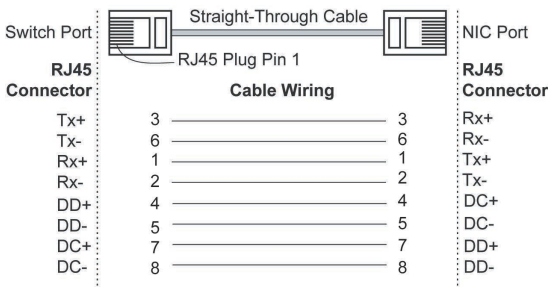 Straight-Through Cable
Switch Port NIC Port
RJ45 Plug Pin 1
RJ45 Connector Cable Wiring RJ45 Connector
Tx+ 3 3 Rx+
Tx- 6 6 Rx-
Rx+ 1 1 Tx+
Rx- 2 2 Tx-
DD+ 4 4 DC+
DD- 5 5 DC-
DC+ 7 7 DD+
DC- 8 8 DD-